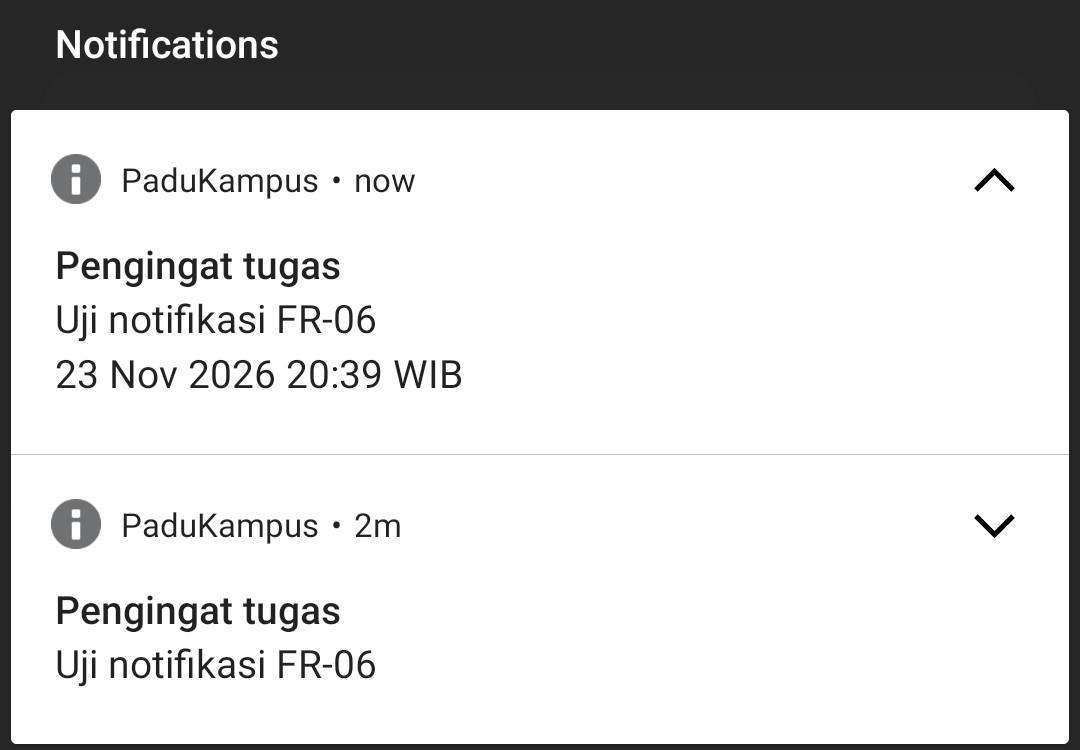 Notifications
PaduKampus • now
Pengingat tugas
Uji notifikasi FR-06
23 Nov 2026 20:39 WIB
PaduKampus • 2m
Pengingat tugas
Uji notifikasi FR-06